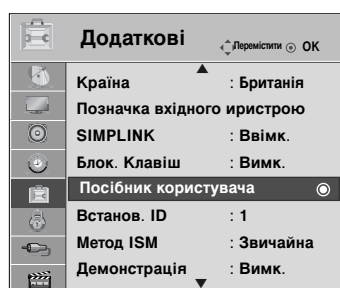 Додаткові Перемістити OK
Країна : Британія
Позначка вхідного иристрою
SIMPLINK : Ввімк.
Блок. Клавіш : Вимк.
Посібник користувача
Встанов. ID : 1
Метод ISM : Звичайна
Демонстрація : Вимк.